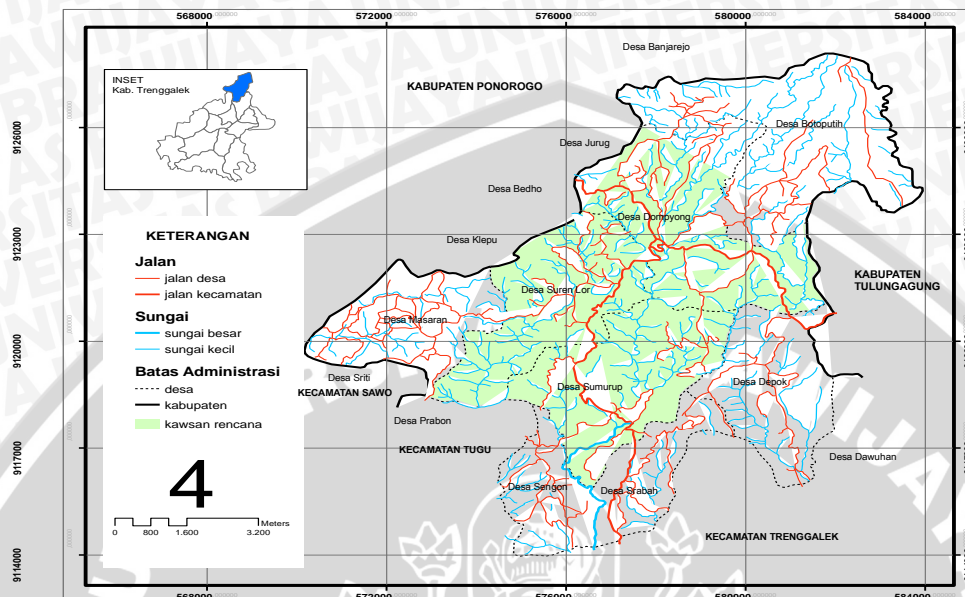 568000
572000
576000
580000
584000
Desa Banjarejo
INSET
Kab. Trenggalek
KABUPATEN PONOROGO
Desa Botoputih
Desa Jurug
Desa Bedho
Desa Dompyong
Desa Klepu
KABUPATEN
TULUNGAGUNG
Desa Suren Lor
Desa Masaran
Desa Sriti
KECAMATAN SAWO
Desa Sumurup
Desa Depok
Desa Prabon
KECAMATAN TUGU
Desa Dawuhan
Desa Sengon
Desa Srabah
KECAMATAN TRENGGALEK
KETERANGAN
Jalan
jalan desa
jalan kecamatan
Sungai
sungai besar
sungai kecil
Batas Administrasi
desa
kabupaten
kawsan rencana
4
Meters
0 800 1.600 3.200
9126000
9123000
9120000
9117000
9114000
568000
572000
576000
580000
584000